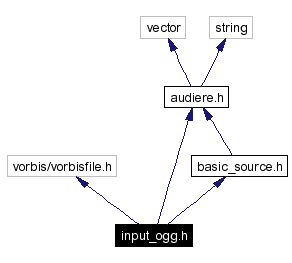 vector
string
audiere.h
vorbis/vorbisfile.h
basic_source.h
input_ogg.h